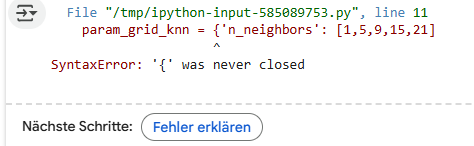 File "/tmp/ipython-input-585089753.py", line 11
param_grid_knn = {'n_neighbors': [1,5,9,15,21]
^
SyntaxError: '{' was never closed
Nächste Schritte: Fehler erklären